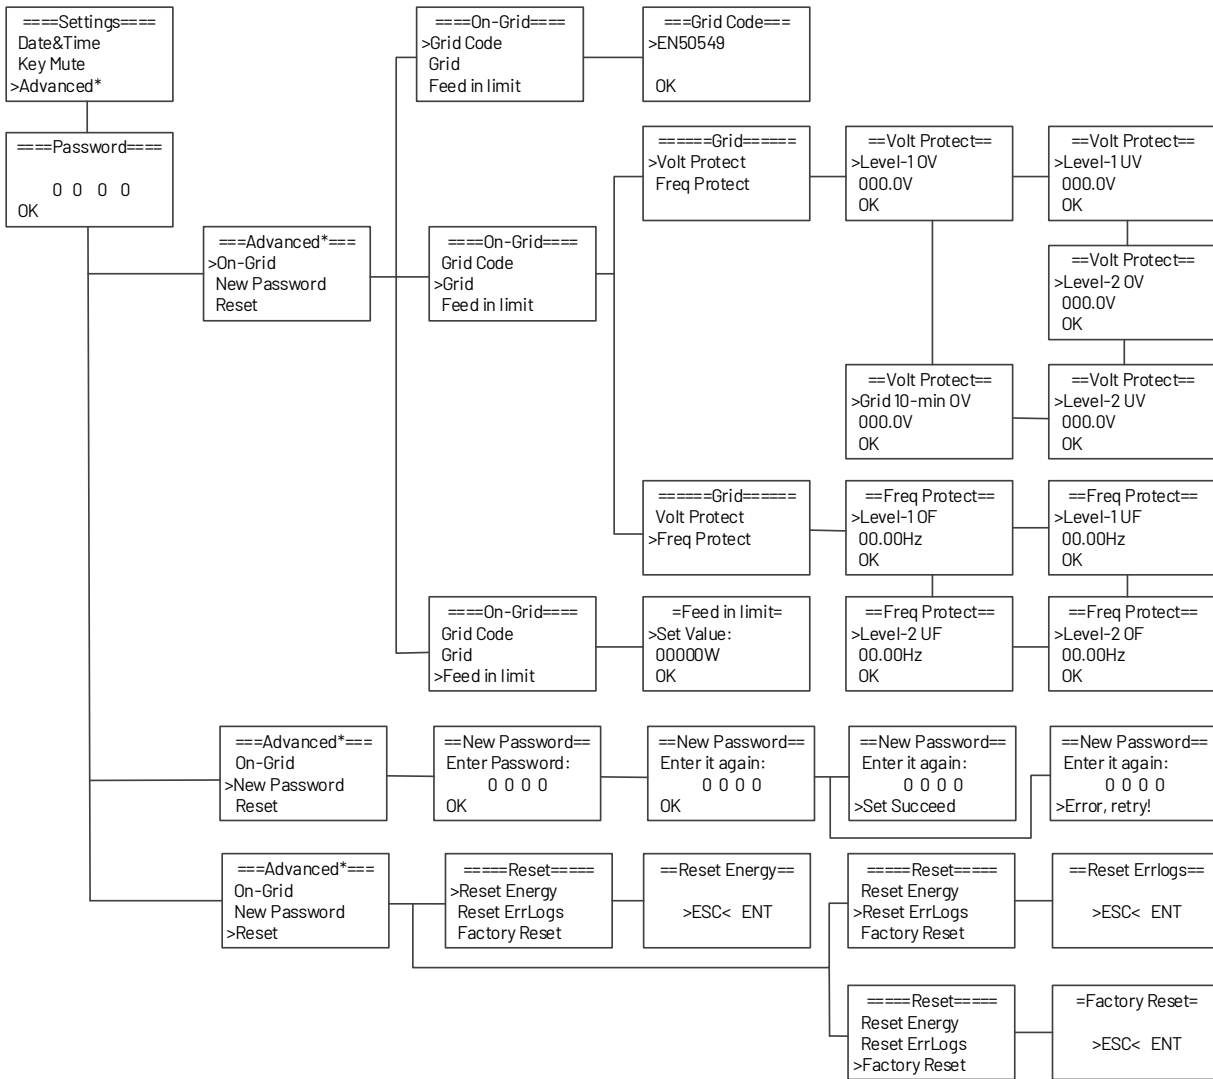 ====Settings====
Date&Time
Key Mute
>Advanced*
====Password====
0 0 0 0
OK
====On-Grid====
>Grid Code
Grid
Feed in limit
===Grid Code===
>EN50549
OK
===Advanced*===
>On-Grid
New Password
Reset
====On-Grid====
Grid Code
>Grid
Feed in limit
======Grid======
>Volt Protect
Freq Protect
==Volt Protect==
>Level-1 OV
000.0V
OK
==Volt Protect==
>Level-1 UV
000.0V
OK
==Volt Protect==
>Level-2 OV
000.0V
OK
==Volt Protect==
>Grid 10-min OV
000.0V
OK
==Volt Protect==
>Level-2 UV
000.0V
OK
======Grid======
Volt Protect
>Freq Protect
==Freq Protect==
>Level-1 OF
00.00Hz
OK
==Freq Protect==
>Level-1 UF
00.00Hz
OK
====On-Grid====
Grid Code
Grid
>Feed in limit
=Feed in limit=
>Set Value:
00000W
OK
==Freq Protect==
>Level-2 UF
00.00Hz
OK
==Freq Protect==
>Level-2 OF
00.00Hz
OK
===Advanced*===
On-Grid
>New Password
Reset
==New Password==
Enter Password:
0 0 0 0
OK
==New Password==
Enter it again:
0 0 0 0
OK
==New Password==
Enter it again:
0 0 0 0
>Set Succeed
==New Password==
Enter it again:
0 0 0 0
>Error, retry!
===Advanced*===
On-Grid
New Password
>Reset
=====Reset=====
>Reset Energy
Reset ErrLogs
Factory Reset
==Reset Energy==
>ESC< ENT
=====Reset=====
Reset Energy
>Reset ErrLogs
Factory Reset
==Reset Errlogs==
>ESC< ENT
=====Reset=====
Reset Energy
Reset ErrLogs
>Factory Reset
=Factory Reset=
>ESC< ENT